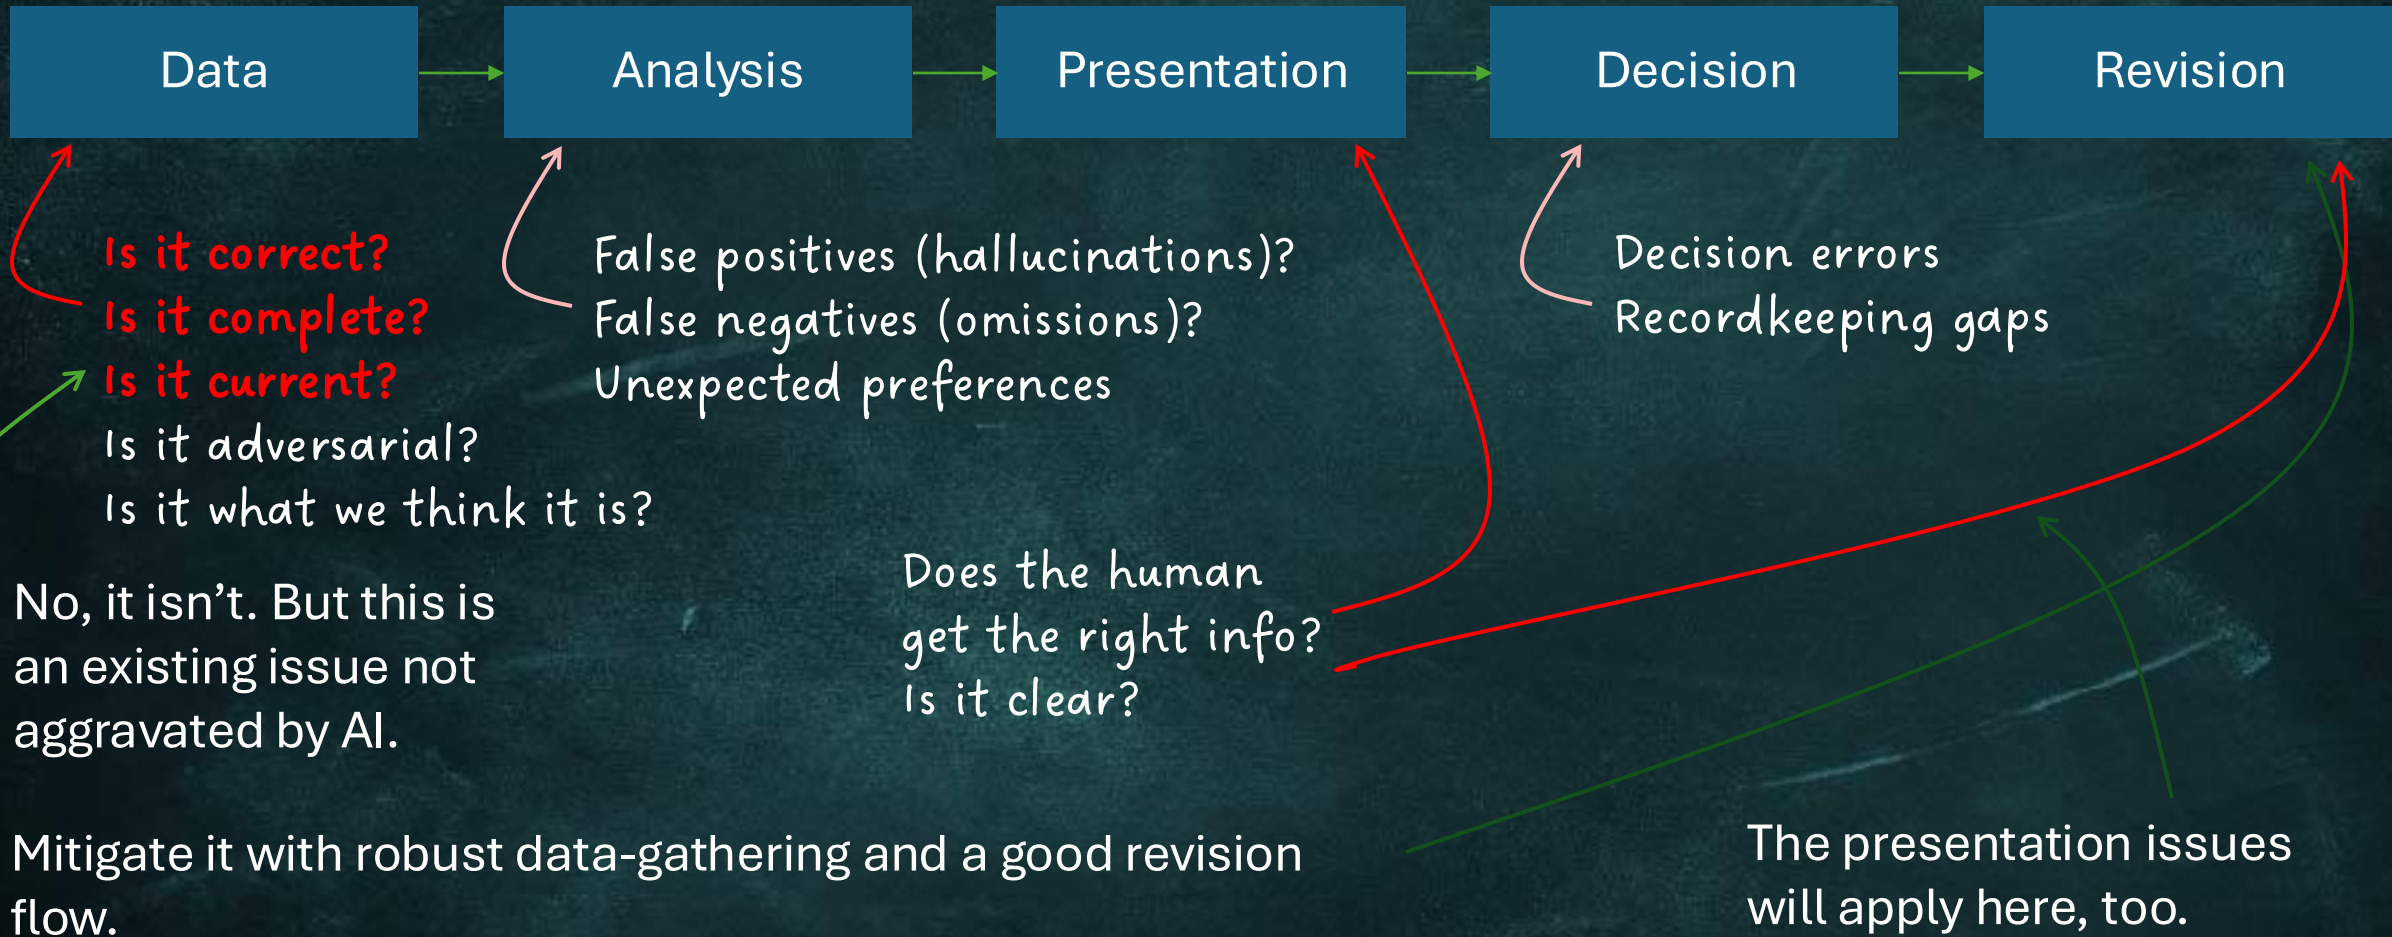 Data
Analysis
Presentation
Decision
Revision
Is it correct?
Is it complete?
Is it current?
Is it adversarial?
Is it what we think it is?
False positives (hallucinations)?
False negatives (omissions)?
Unexpected preferences
Decision errors
Recordkeeping gaps
Does the human
get the right info?
Is it clear?
No, it isn’t. But this is
an existing issue not
aggravated by AI.
Mitigate it with robust data-gathering and a good revision
flow.
The presentation issues
will apply here, too.